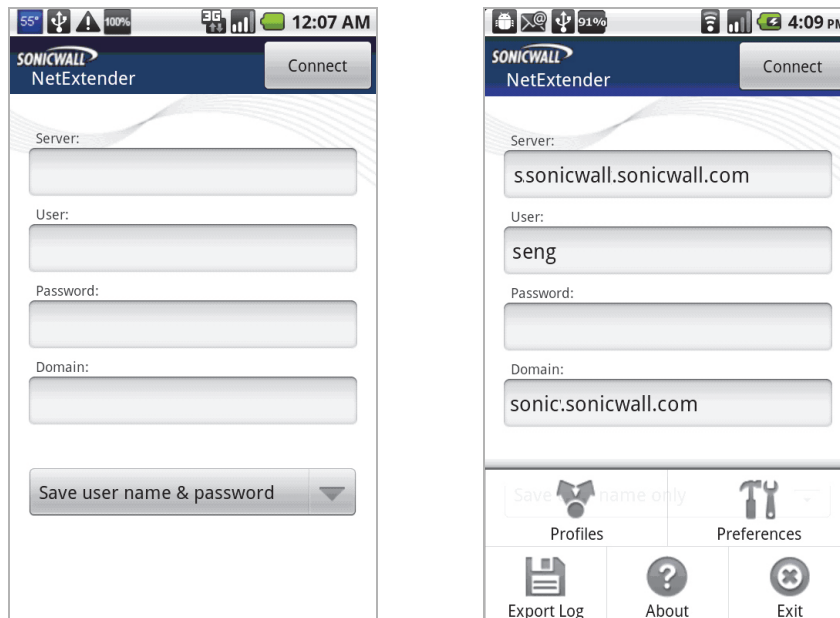 55°
100%
3G
12:07 AM
SONICWALL
NetExtender
Connect
Server:
User:
Password:
Domain:
Save user name & password
91%
4:09 PM
SONICWALL
NetExtender
Connect
Server:
s.sonicwall.sonicwall.com
User:
seng
Password:
Domain:
sonic'.sonicwall.com
Save name only
Profiles
Preferences
Export Log
About
Exit